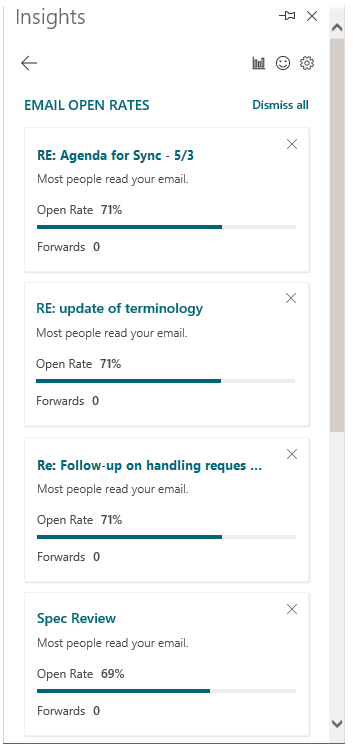 Insights
EMAIL OPEN RATES Dismiss all
RE: Agenda for Sync - 5/3
Most people read your email.
Open Rate 71%
Forwards 0
RE: update of terminology
Most people read your email.
Open Rate 71%
Forwards 0
Re: Follow-up on handling reques ...
Most people read your email.
Open Rate 71%
Forwards 0
Spec Review
Most people read your email.
Open Rate 69%
Forwards 0